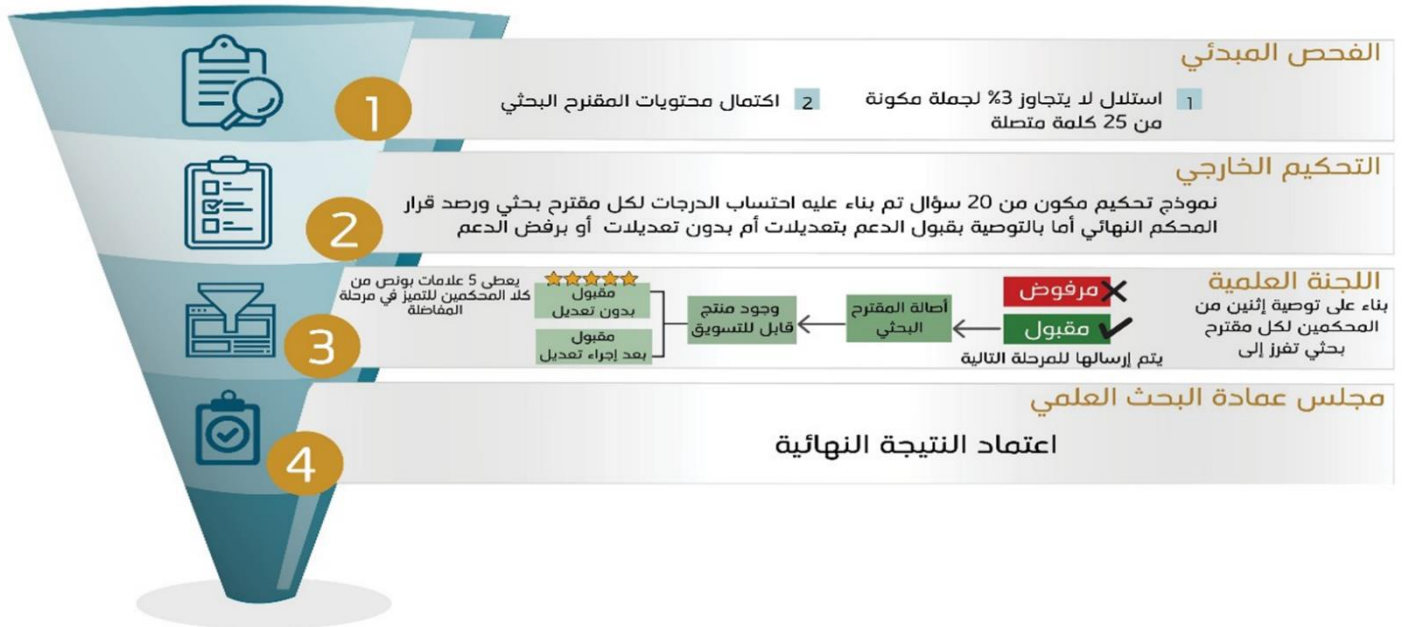 الفحص المبدئي
1 استلال لا يتجاوز 3% لجملة مكونة
من 25 كلمة متصلة
2 اكتمال محتويات المقترح البحثي
1
التحكيم الخارجي
نموذج تحكيم مكون من 20 سؤال تم بناء عليه احتساب الدرجات لكل مقترح بحثي ورصد قرار
المحكم النهائي أما بالتوصية بقبول الدعم بتعديلات أم بدون تعديلات أو برفض الدعم
2
اللجنة العلمية
بناء على توصية إثنين من
المحكمين لكل مقترح
بحثي تفرز إلى
مرفوض
مقبول
يتم إرسالها للمرحلة التالية
أصالة المقترح
البحثي
وجود منتج
قابل للتسويق
مقبول
بدون تعديل
مقبول
بعد إجراء تعديل
يعطى 5 علامات بونص من
كلا المحكمين للتميز في مرحلة
المفاضلة
3
مجلس عمادة البحث العلمي
اعتماد النتيجة النهائية
4